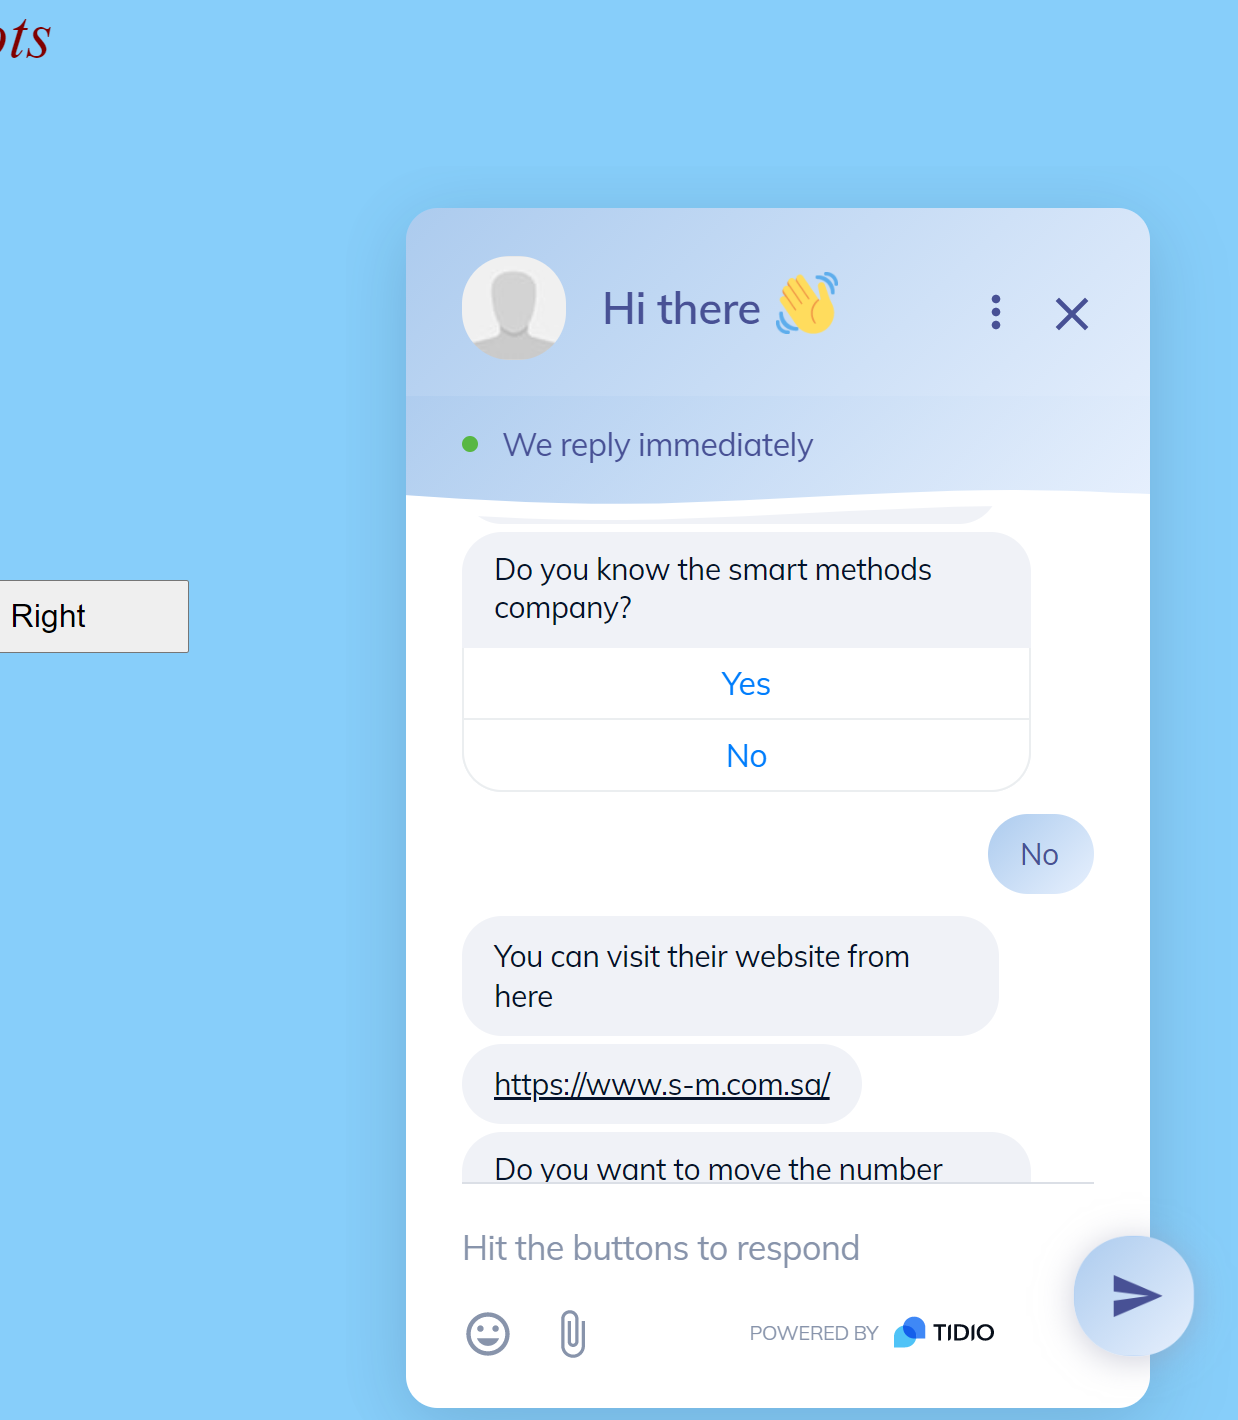 Hi there
We reply immediately
Right
Do you know the smart methods
company?
Yes
No
No
You can visit their website from
here
https://www.s-m.com.sa/
Do you want to move the number
Hit the buttons to respond
POWERED BY TIDIO